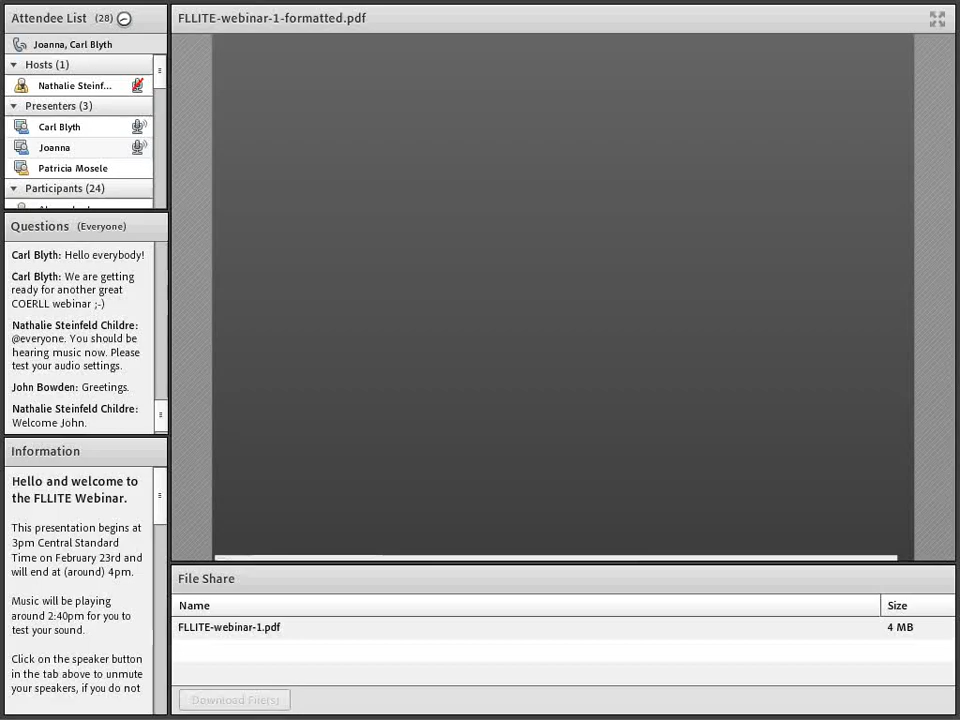 Attendee List (28)
Joanna, Carl Blyth
Hosts (1)
Nathalie Steinf...
Presenters (3)
Carl Blyth
Joanna
Patricia Mosele
Participants (24)
Questions (Everyone)
Carl Blyth: Hello everybody!
Carl Blyth: We are getting
ready for another great
COERLL webinar ;-)
Nathalie Steinfeld Childre:
@everyone. You should be
hearing music now. Please
test your audio settings.
John Bowden: Greetings.
Nathalie Steinfeld Childre:
Welcome John.
Information
Hello and welcome to
the FLLITE Webinar.
This presentation begins at
3pm Central Standard
Time on February 23rd and
will end at (around) 4pm.
Music will be playing
around 2:40pm for you to
test your sound.
Click on the speaker button
in the tab above to unmute
your speakers, if you do not
FLLITE-webinar-1-formatted.pdf
File Share
Name Size
FLLITE-webinar-1.pdf 4 MB
Download File(s)